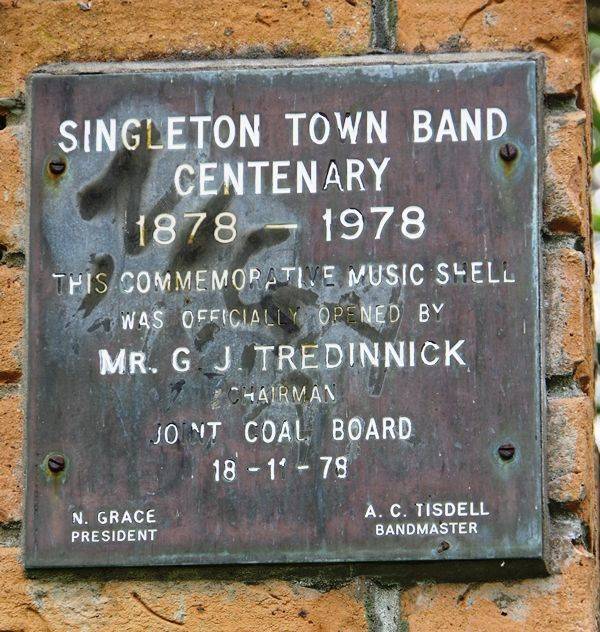 SINGLETON TOWN BAND
CENTENARY
1878 - 1978
THIS COMMEMORATIVE MUSIC SHELL
WAS OFFICIALLY OPENED BY
MR. G. J. TREDINNICK
CHAIRMAN
JOINT COAL BOARD
18-11-78
N. GRACE
PRESIDENT
A. C. TISDELL
BANDMASTER